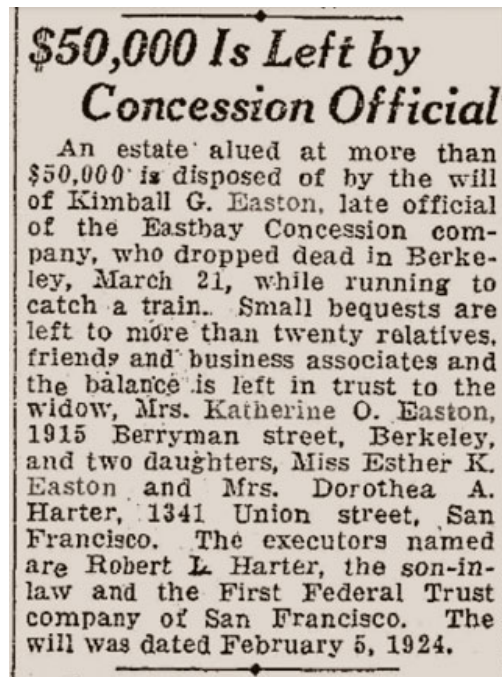 $50,000 Is Left by
Concession Official
An estate alued at more than
$50,000 is disposed of by the will
of Kimball G. Easton, late official
of the Eastbay Concession com-
pany, who dropped dead in Berke-
ley, March 21, while running to
catch a train. Small bequests are
left to more than twenty relatives,
friends and business associates and
the balance is left in trust to the
widow, Mrs. Katherine O. Easton,
1915 Berryman street, Berkeley,
and two daughters, Miss Esther K.
Easton and Mrs. Dorothea A.
Harter, 1341 Union street, San
Francisco. The executors named
are Robert L. Harter, the son-in-
law and the First Federal Trust
company of San Francisco. The
will was dated February 5, 1924.